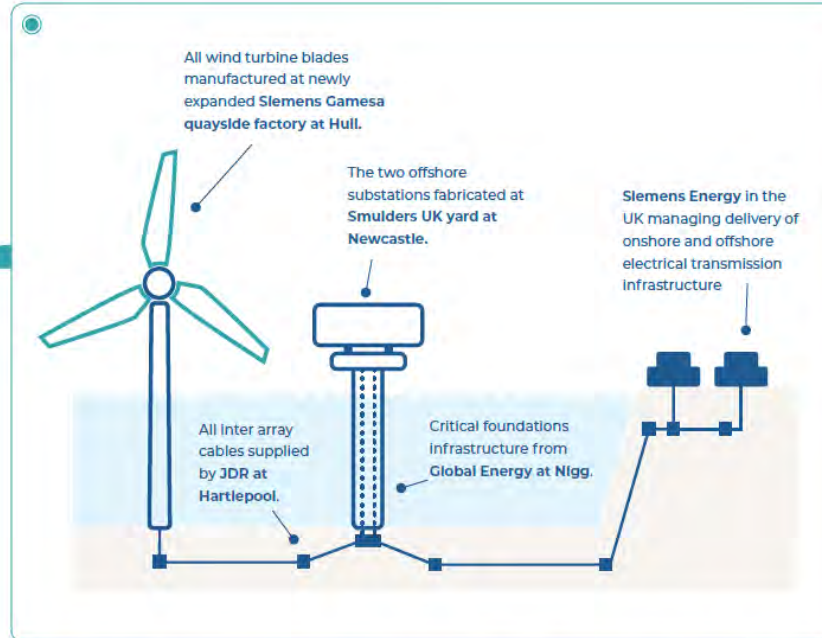 All wind turbine blades
manufactured at newly
expanded Siemens Gamesa
quayside factory at Hull.
The two offshore
substations fabricated at
Smulders UK yard at
Newcastle.
Siemens Energy in the
UK managing delivery of
onshore and offshore
electrical transmission
infrastructure
All inter array
cables supplied
by JDR at
Hartlepool.
Critical foundations
infrastructure from
Global Energy at Nigg.